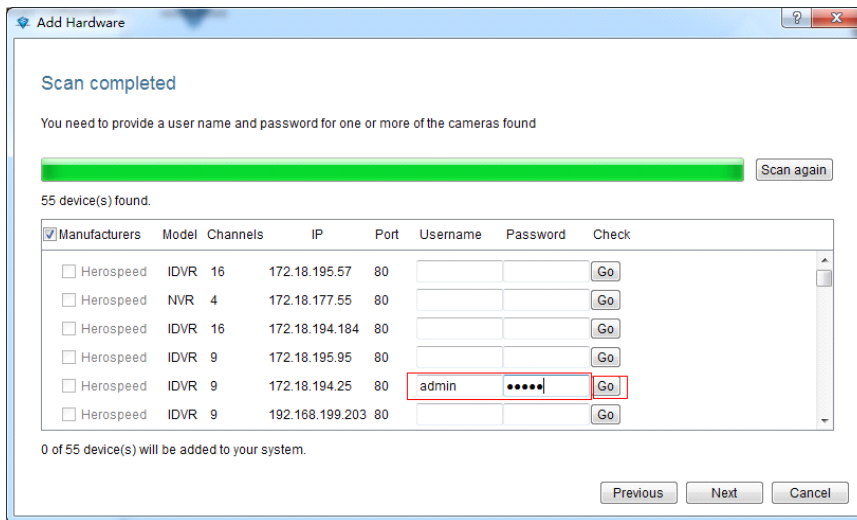 Add Hardware
Scan completed
You need to provide a user name and password for one or more of the cameras found
Scan again
55 device(s) found.
Manufacturers Model Channels IP Port Username Password Check
Herospeed IDVR 16 172.18.195.57 80 Go
Herospeed NVR 4 172.18.177.55 80 Go
Herospeed IDVR 16 172.18.194.184 80 Go
Herospeed IDVR 9 172.18.195.95 80 Go
Herospeed IDVR 9 172.18.194.25 80 admin ••••• Go
Herospeed IDVR 9 192.168.199.203 80 Go
0 of 55 device(s) will be added to your system.
Previous Next Cancel